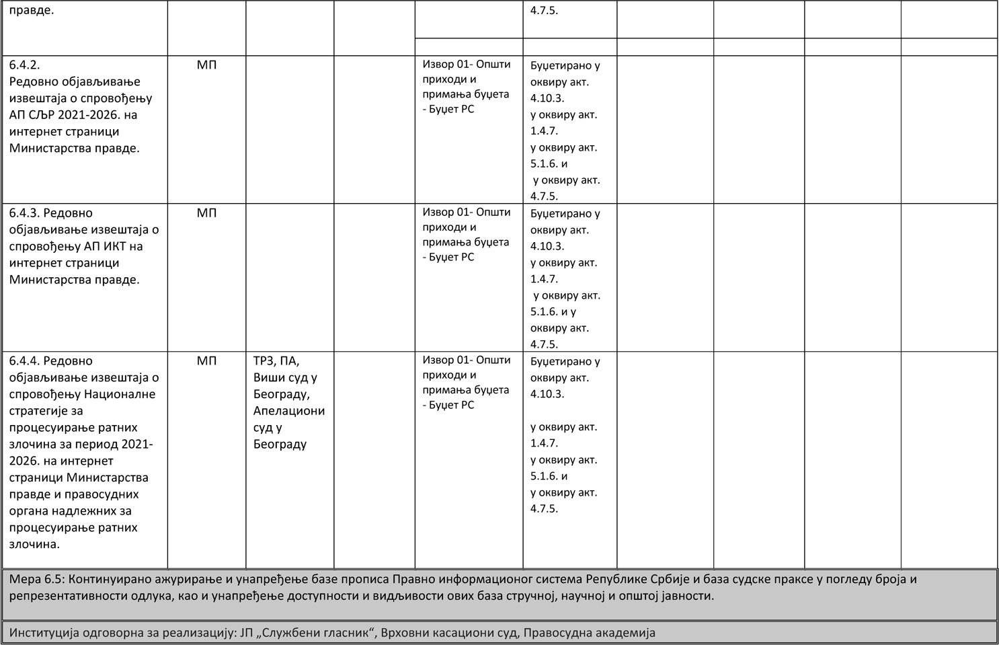 правде.
4.7.5.
6.4.2.
Редовно објављивање
извештаја о спровођењу
АП СЉР 2021-2026. на
интернет страници
Министарства правде.
МП
Извор 01- Општи
приходи и
примања буџета
- Буџет РС
Буџетирано у
оквиру акт.
4.10.3.
у оквиру акт.
1.4.7.
у оквиру акт.
5.1.6. и
у оквиру акт.
4.7.5.
6.4.3. Редовно
објављивање извештаја о
спровођењу АП ИКТ на
интернет страници
Министарства правде.
МП
Извор 01- Општи
приходи и
примања буџета
- Буџет РС
Буџетирано у
оквиру акт.
4.10.3.
у оквиру акт.
1.4.7.
у оквиру акт.
5.1.6. и у
оквиру акт.
4.7.5.
6.4.4. Редовно
објављивање извештаја о
спровођењу Националне
стратегије за
процесуирање ратних
злочина за период 2021-
2026. на интернет
страници Министарства
правде и правосудних
органа надлежних за
процесуирање ратних
злочина.
МП
ТРЗ, ПА,
Виши суд у
Београду,
Апелациони
суд у
Београду
Извор 01- Општи
приходи и
примања буџета
- Буџет РС
Буџетирано у
оквиру акт.
4.10.3.
у оквиру акт.
1.4.7.
у оквиру акт.
5.1.6. и
у оквиру акт.
4.7.5.
Мера 6.5: Континуирано ажурирање и унапређење базе прописа Правно информационог система Републике Србије и база судске праксе у погледу броја и
репрезентативности одлука, као и унапређење доступности и видљивости ових база стручној, научној и општој јавности.
Институција одговорна за реализацију: ЈП „Службени гласник“, Врховни касациони суд, Правосудна академија